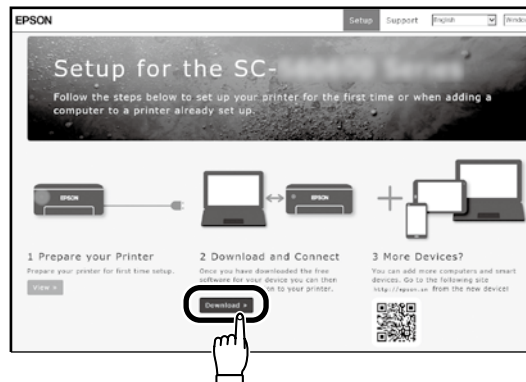 EPSON
Setup Support English
Setup for the SC-
Follow the steps below to set up your printer for the first time or when adding a
computer to a printer already set up.
EPSON
1 Prepare your Printer
Prepare your printer for first time setup.
View »
2 Download and Connect
Once you have downloaded the free
software for your device you can then
on to your printer.
Download »
3 More Devices?
You can add more computers and smart
devices. Go to the following site
http://epson.sn from the new device!